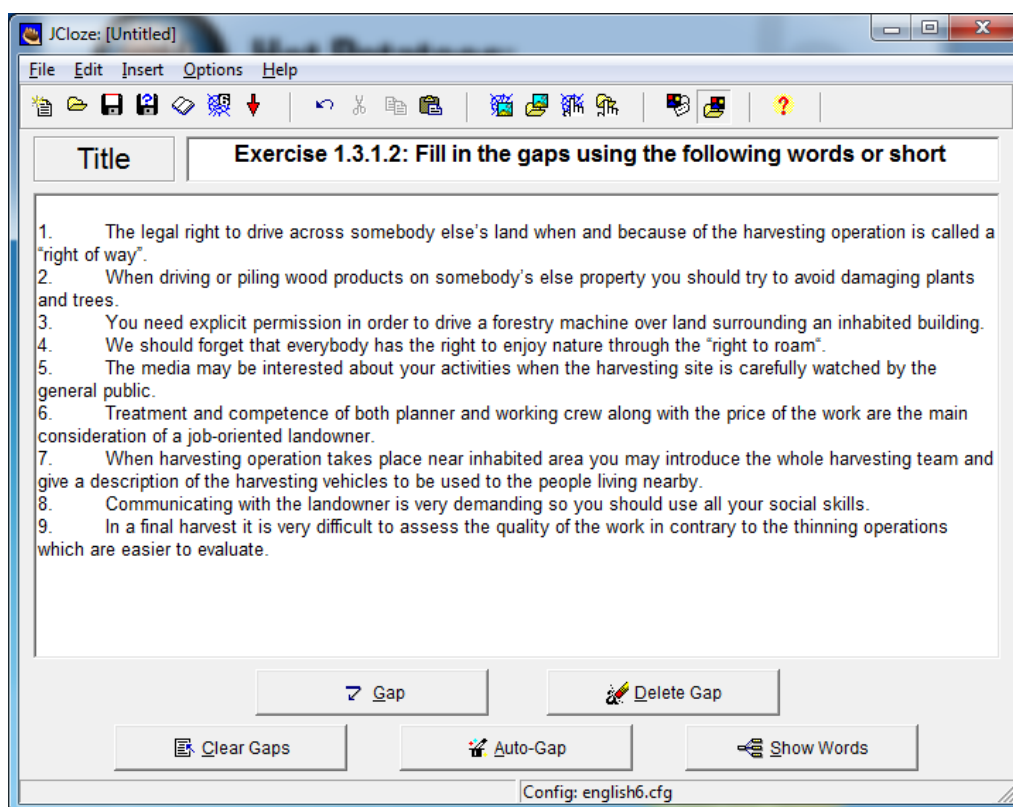 JCloze: [Untitled]
File Edit Insert Options Help
Title
Exercise 1.3.1.2: Fill in the gaps using the following words or short
1. The legal right to drive across somebody else's land when and because of the harvesting operation is called a
"right of way".
2. When driving or piling wood products on somebody's else property you should try to avoid damaging plants
and trees.
3. You need explicit permission in order to drive a forestry machine over land surrounding an inhabited building.
4. We should forget that everybody has the right to enjoy nature through the "right to roam".
5. The media may be interested about your activities when the harvesting site is carefully watched by the
general public.
6. Treatment and competence of both planner and working crew along with the price of the work are the main
consideration of a job-oriented landowner.
7. When harvesting operation takes place near inhabited area you may introduce the whole harvesting team and
give a description of the harvesting vehicles to be used to the people living nearby.
8. Communicating with the landowner is very demanding so you should use all your social skills.
9. In a final harvest it is very difficult to assess the quality of the work in contrary to the thinning operations
which are easier to evaluate.
Gap Delete Gap
Clear Gaps Auto-Gap Show Words
Config: english6.cfg